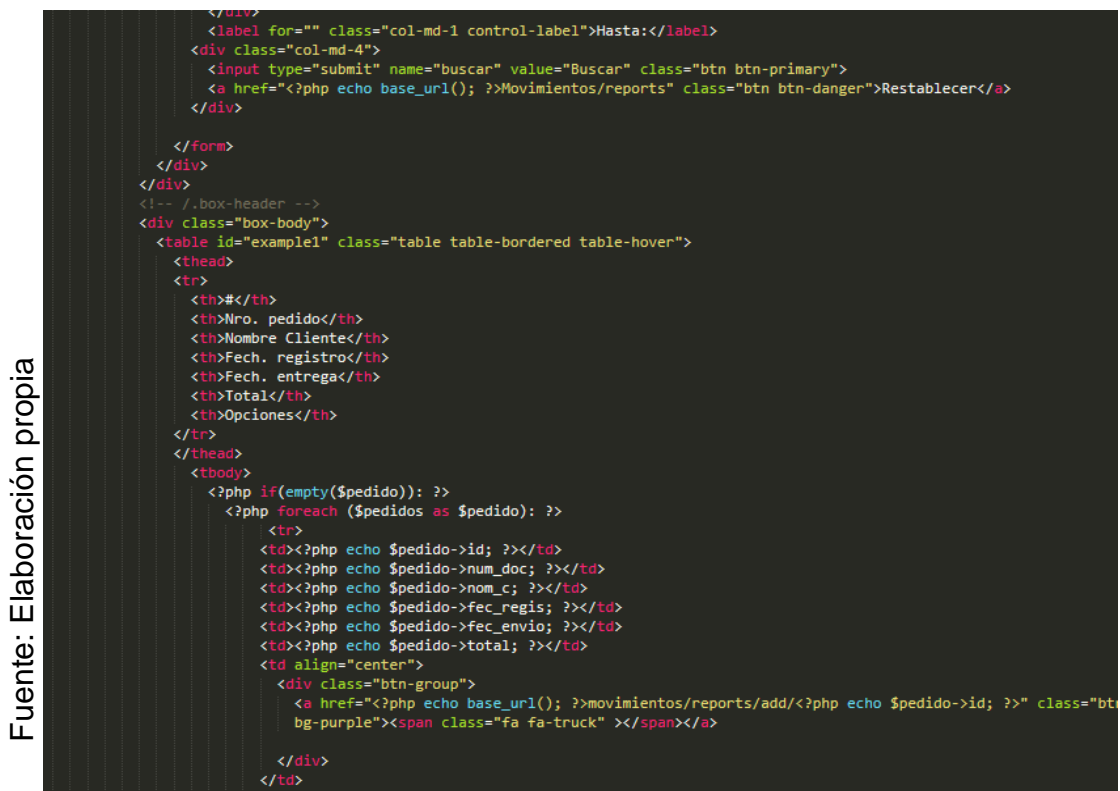 </div>
<label for="" class="col-md-1 control-label">Hasta:</label>
<div class="col-md-4">
<input type="submit" name="buscar" value="Buscar" class="btn btn-primary">
<a href="<?php echo base_url(); ?>Movimientos/reports" class="btn btn-danger">Restablecer</a>
</div>
</form>
</div>
</div>
<!-- /.box-header -->
<div class="box-body">
<table id="example1" class="table table-bordered table-hover">
<thead>
<tr>
<th>#</th>
<th>Nro. pedido</th>
<th>Nombre Cliente</th>
<th>Fech. registro</th>
<th>Fech. entrega</th>
<th>Total</th>
<th>Opciones</th>
</tr>
</thead>
<tbody>
<?php if(empty($pedido)): ?>
<?php foreach ($pedidos as $pedido): ?>
<tr>
<td><?php echo $pedido->id; ?></td>
<td><?php echo $pedido->num_doc; ?></td>
<td><?php echo $pedido->nom_c; ?></td>
<td><?php echo $pedido->fec_regis; ?></td>
<td><?php echo $pedido->fec_envio; ?></td>
<td><?php echo $pedido->total; ?></td>
<td align="center">
<div class="btn-group">
<a href="<?php echo base_url(); ?>movimientos/reports/add/<?php echo $pedido->id; ?>" class="btn
bg-purple"><span class="fa fa-truck" ></span></a>
</div>
</td>
Fuente: Elaboración propia